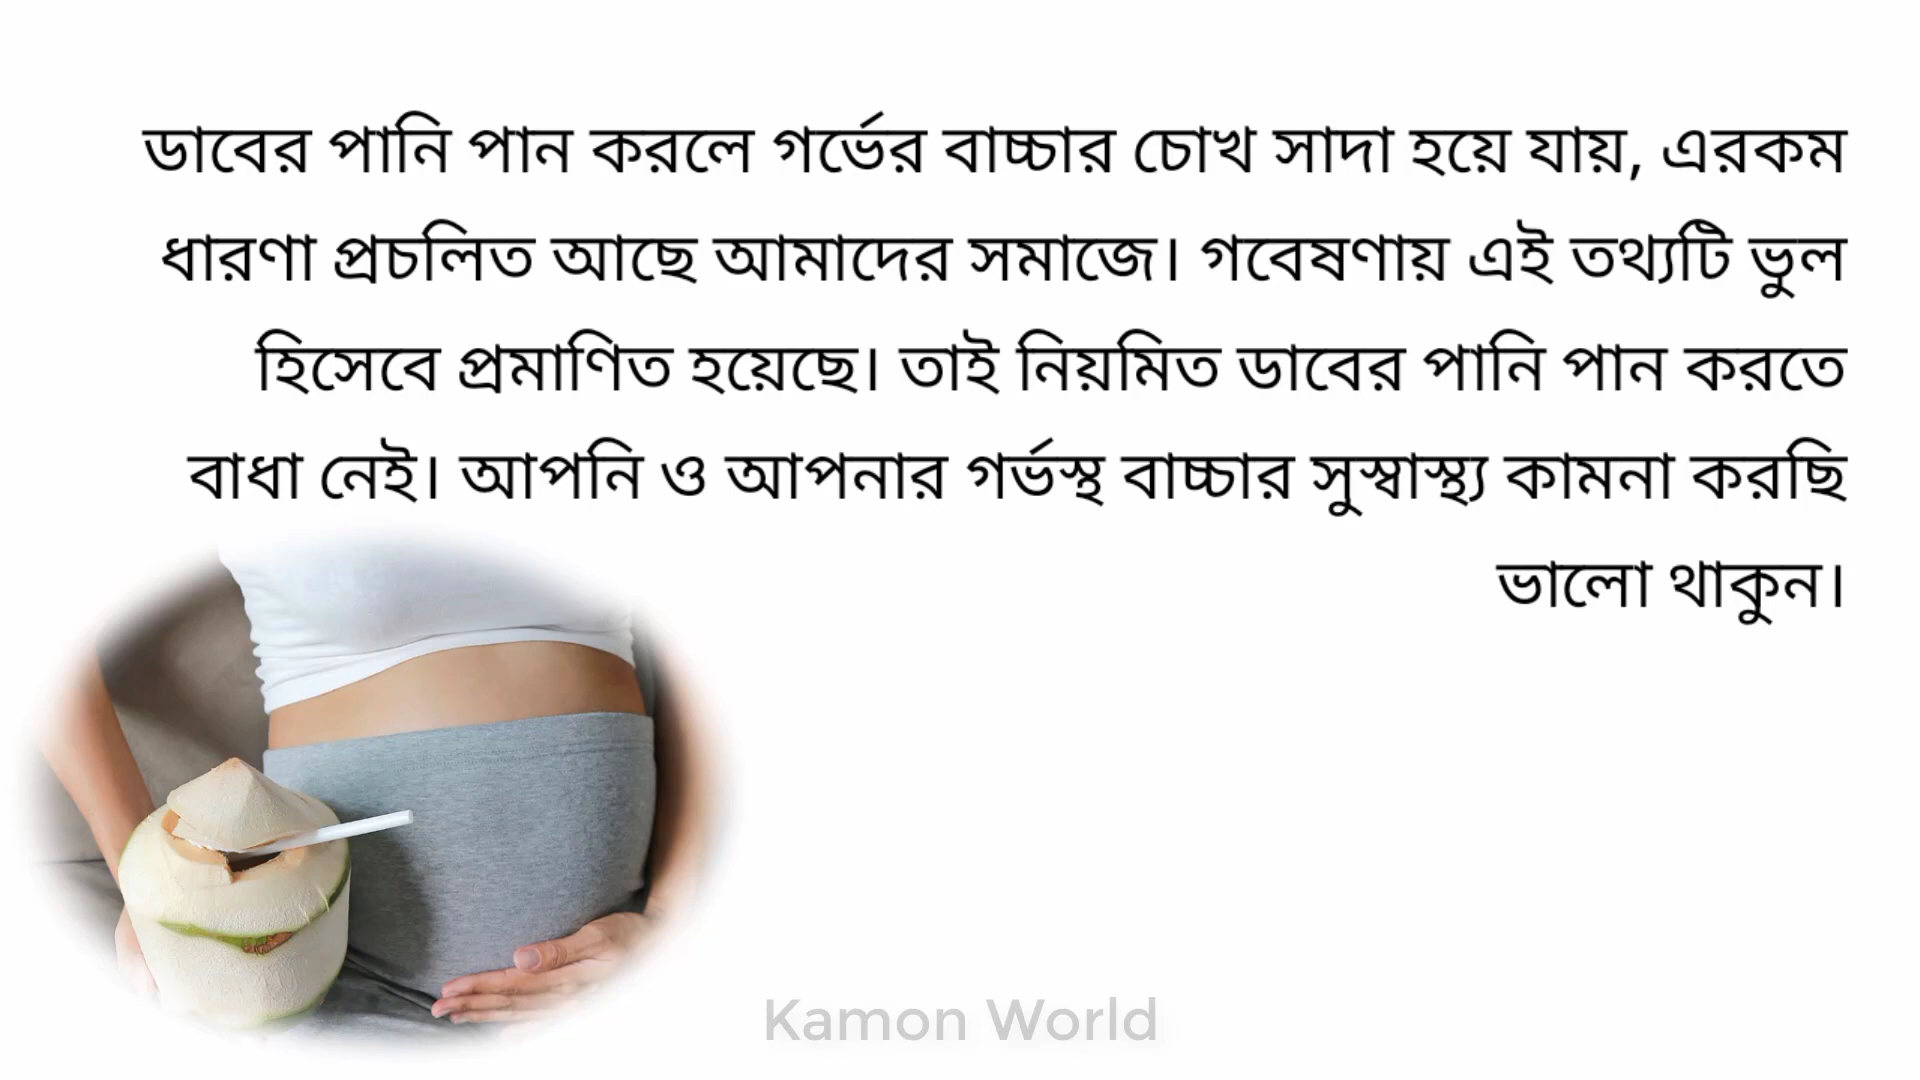 ডাবের পানি পান করলে গর্ভের বাচ্চার চোখ সাদা হয়ে যায়, এরকম
ধারণা প্রচলিত আছে আমাদের সমাজে। গবেষণায় এই তথ্যটি ভুল
হিসেবে প্রমাণিত হয়েছে। তাই নিয়মিত ডাবের পানি পান করতে
বাধা নেই। আপনি ও আপনার গর্ভস্থ বাচ্চার সুস্বাস্থ্য কামনা করছি
ভালো থাকুন।
Kamon World